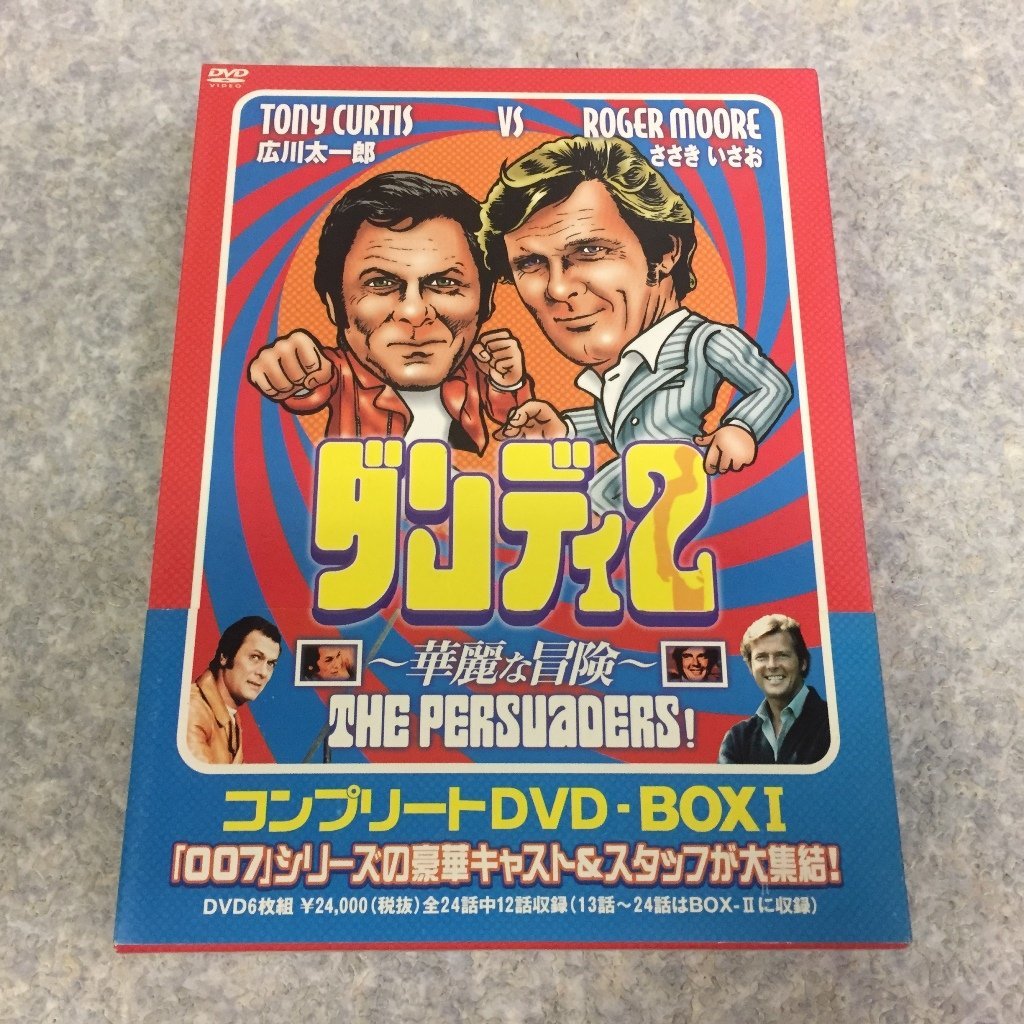 DVD
VIDEO
TONY CURTIS VS ROGER MOORE
広川太一郎 ささき いさお
ダンディ2
～華麗な冒険～
THE PERSUADERS!
コンプリートDVD-BOX I
「007」シリーズの豪華キャスト&スタッフが大集結!
DVD6枚組 ¥24,000(税抜)全24話中12話収録(13話～24話はBOX-Ⅱに収録)